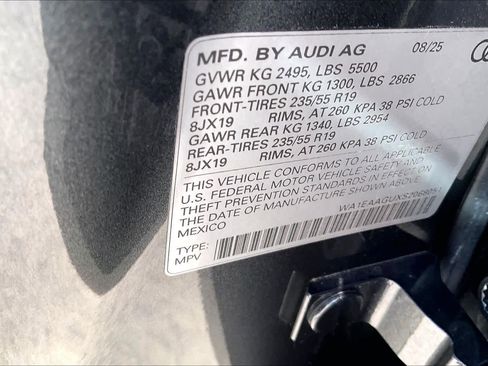 MFD. BY AUDI AG 08/25
GVWR KG 2495, LBS 5500
GAWR FRONT KG 1300, LBS 2866
FRONT-TIRES 235/55 R19
8JX19 RIMS, AT 260 KPA 38 PSI COLD
GAWR REAR KG 1340, LBS 2954
REAR-TIRES 235/55 R19
8JX19 RIMS, AT 260 KPA 38 PSI COLD
THIS VEHICLE CONFORMS TO ALL APPLICABLE
U.S. FEDERAL MOTOR VEHICLE SAFETY AND
THEFT PREVENTION STANDARDS IN EFFECT ON
THE DATE OF MANUFACTURE
MEXICO
TYPE:
MPV